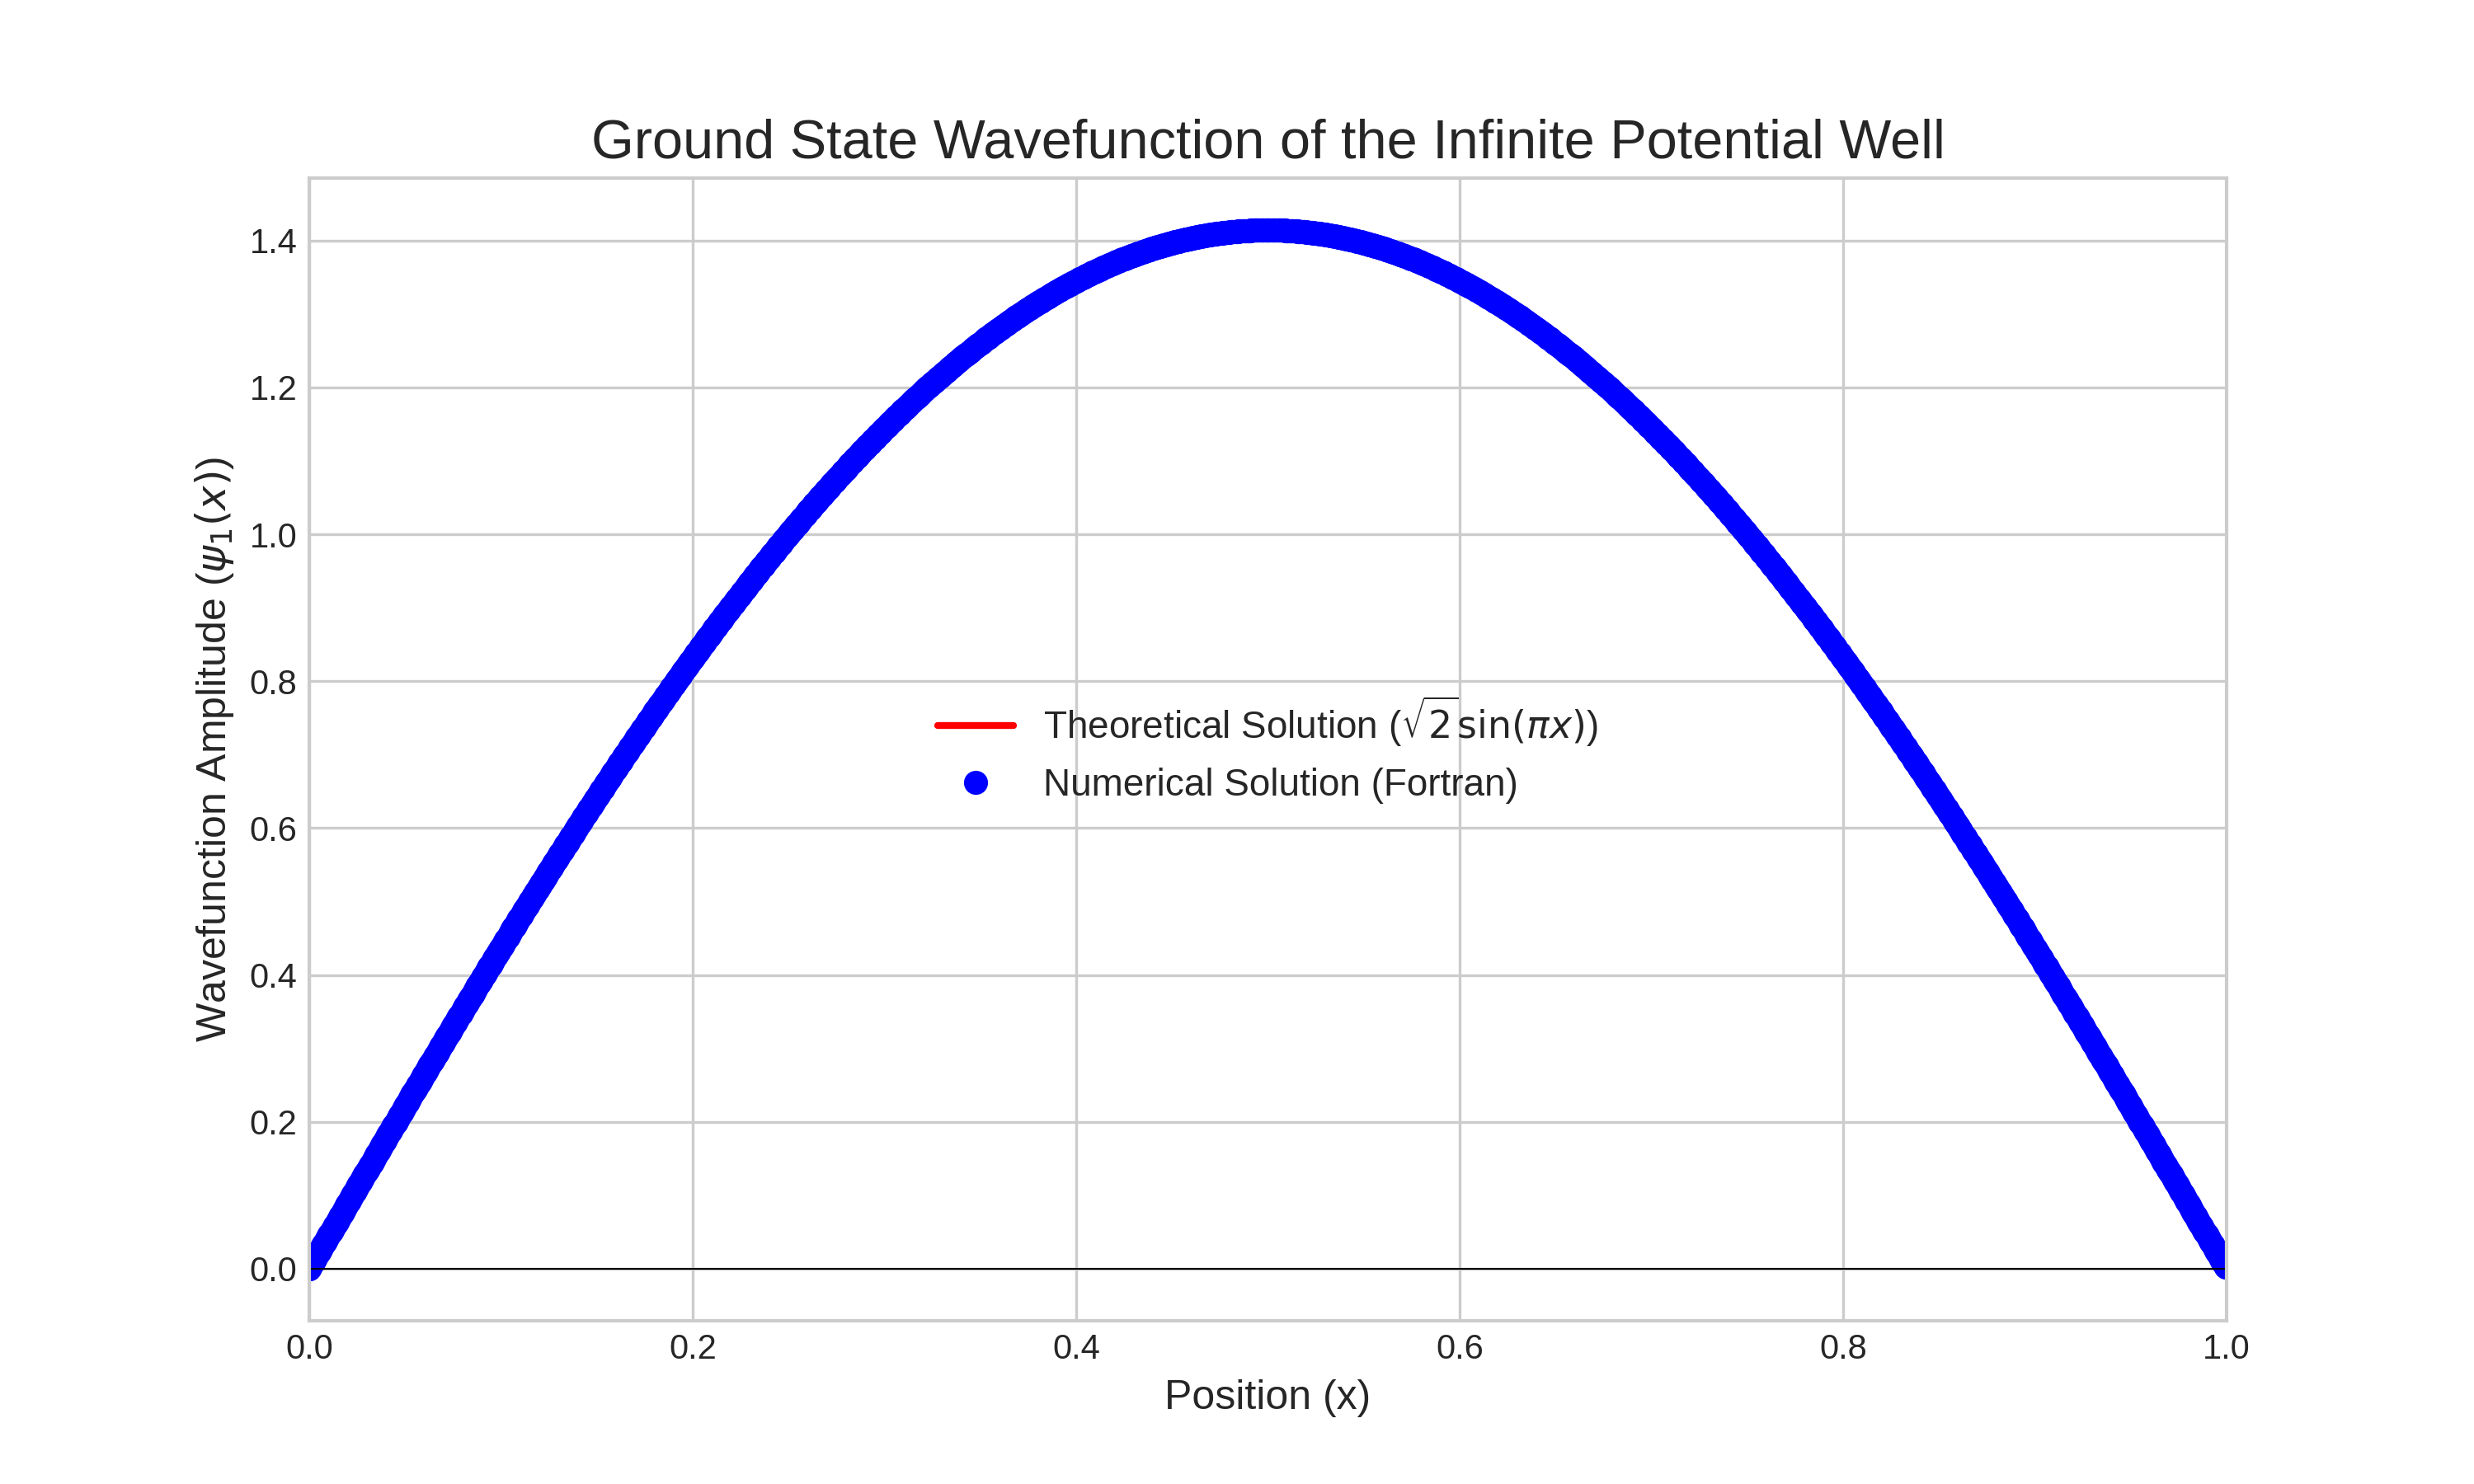 Ground State Wavefunction of the Infinite Potential Well
Wavefunction Amplitude (ψ₁(x))
1.4
1.2
1.0
0.8
0.6
0.4
0.2
0.0
Theoretical Solution (√2sin(πx))
Numerical Solution (Fortran)
0.0 0.2 0.4 0.6 0.8 1.0
Position (x)